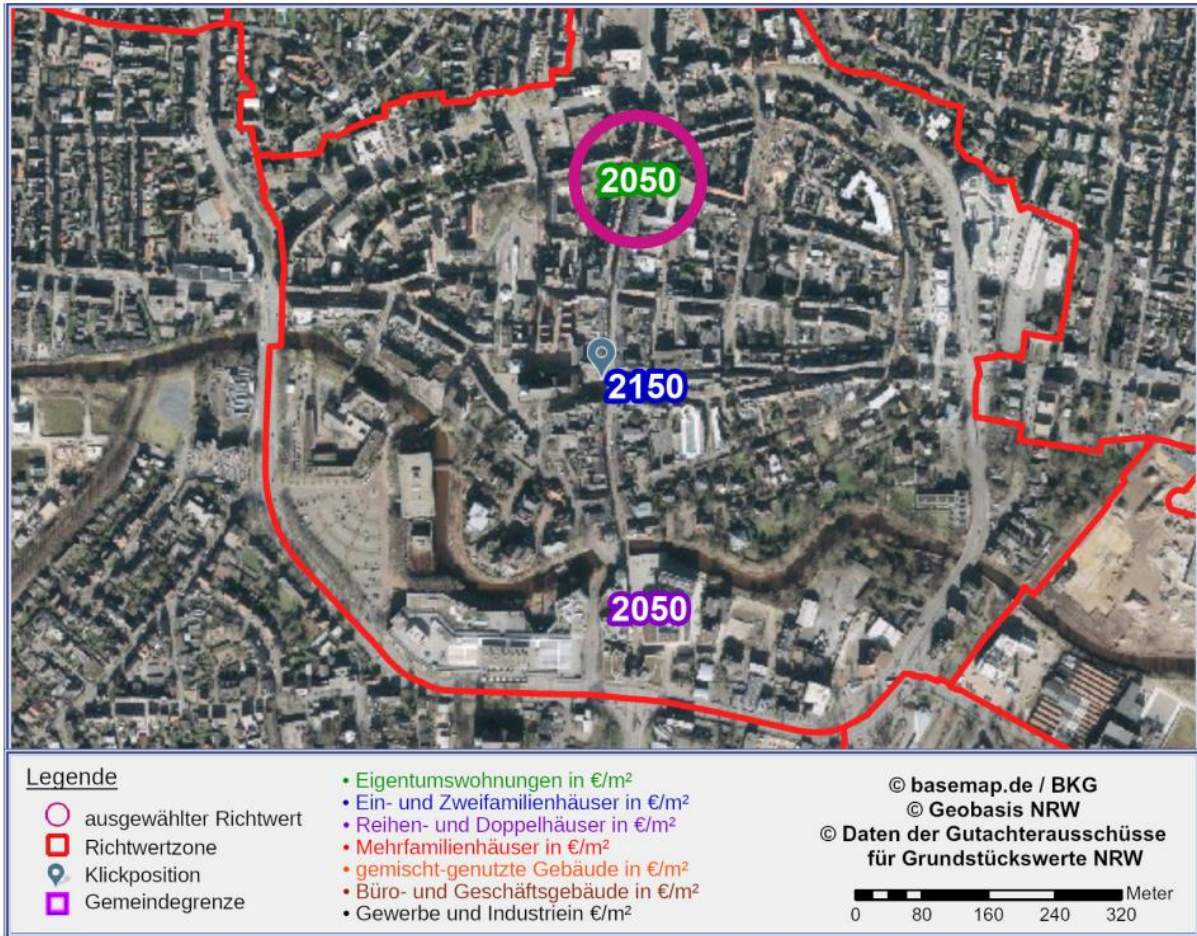 2050
2150
2050
Legende
ausgewählter Richtwert
Richtwertzone
Klickposition
Gemeindegrenze
• Eigentumswohnungen in €/m²
• Ein- und Zweifamilienhäuser in €/m²
• Reihen- und Doppelhäuser in €/m²
• Mehrfamilienhäuser in €/m²
• gemischt-genutzte Gebäude in €/m²
• Büro- und Geschäftsgebäude in €/m²
• Gewerbe und Industriein €/m²
© basemap.de / BKG
© Geobasis NRW
© Daten der Gutachterausschüsse
für Grundstückswerte NRW
Meter
0 80 160 240 320